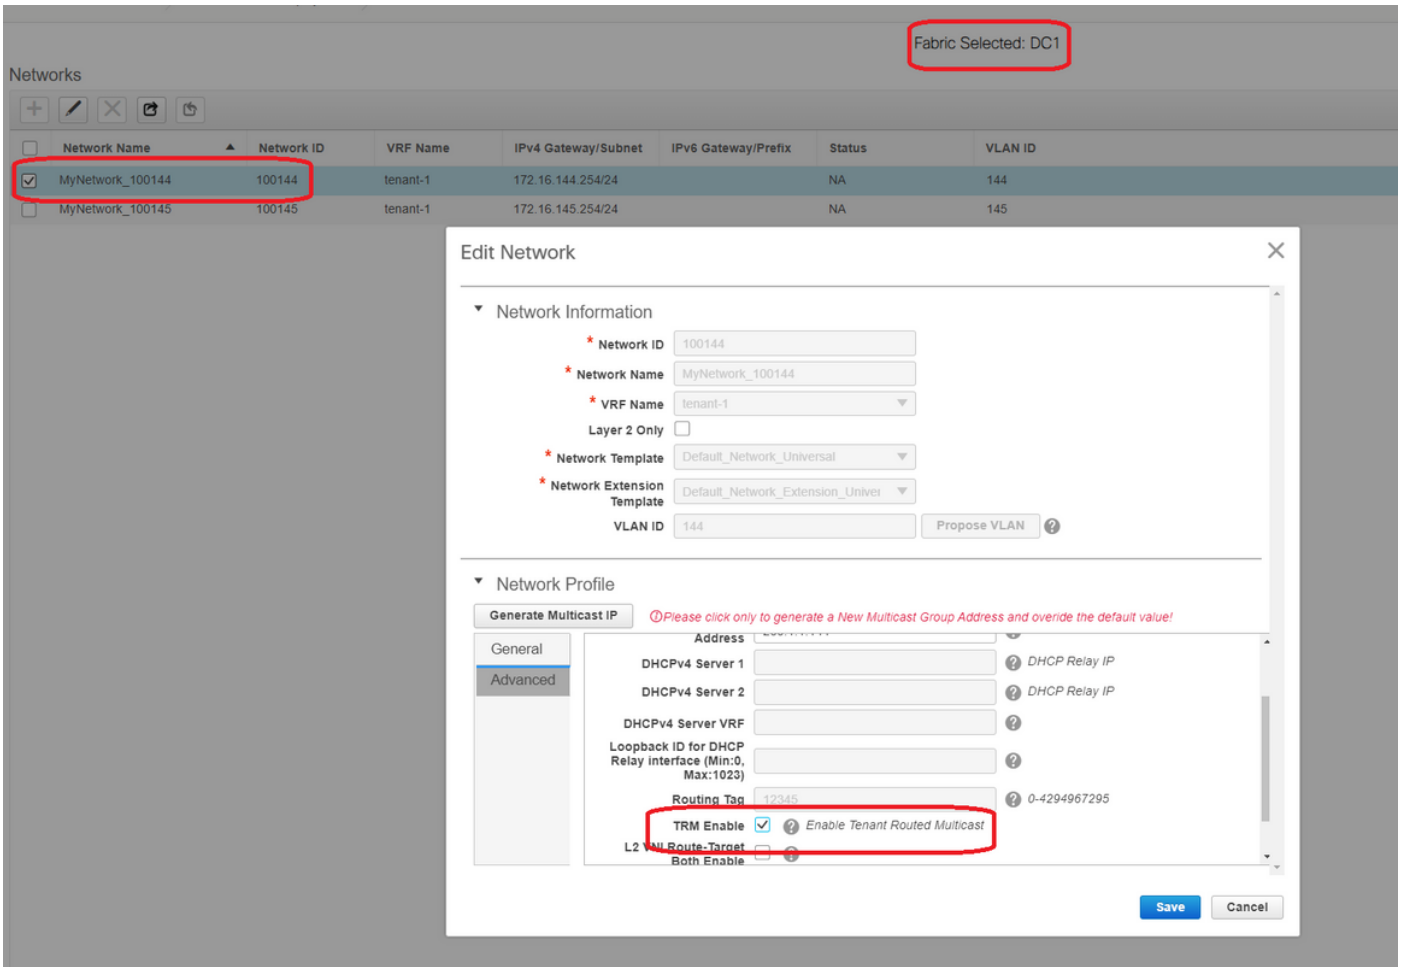 Fabric Selected: DC1
Networks
Network Name Network ID VRF Name IPv4 Gateway/Subnet IPv6 Gateway/Prefix Status VLAN ID
MyNetwork_100144 100144 tenant-1 172.16.144.254/24 NA 144
MyNetwork_100145 100145 tenant-1 172.16.145.254/24 NA 145
Edit Network
Network Information
* Network ID 100144
* Network Name MyNetwork_100144
* VRF Name tenant-1
Layer 2 Only
* Network Template Default_Network_Universal
* Network Extension Template Default_Network_Extension_Univer
VLAN ID 144 Propose VLAN
Network Profile
Generate Multicast IP Please click only to generate a New Multicast Group Address and overide the default value!
General
Advanced
Address
DHCPv4 Server 1 DHCP Relay IP
DHCPv4 Server 2 DHCP Relay IP
DHCPv4 Server VRF
Loopback ID for DHCP
Relay interface (Min:0,
Max:1023)
Routing Tag 12345 0-4294967295
TRM Enable Enable Tenant Routed Multicast
L2 VNI Route-Target
Both Enable
Save Cancel